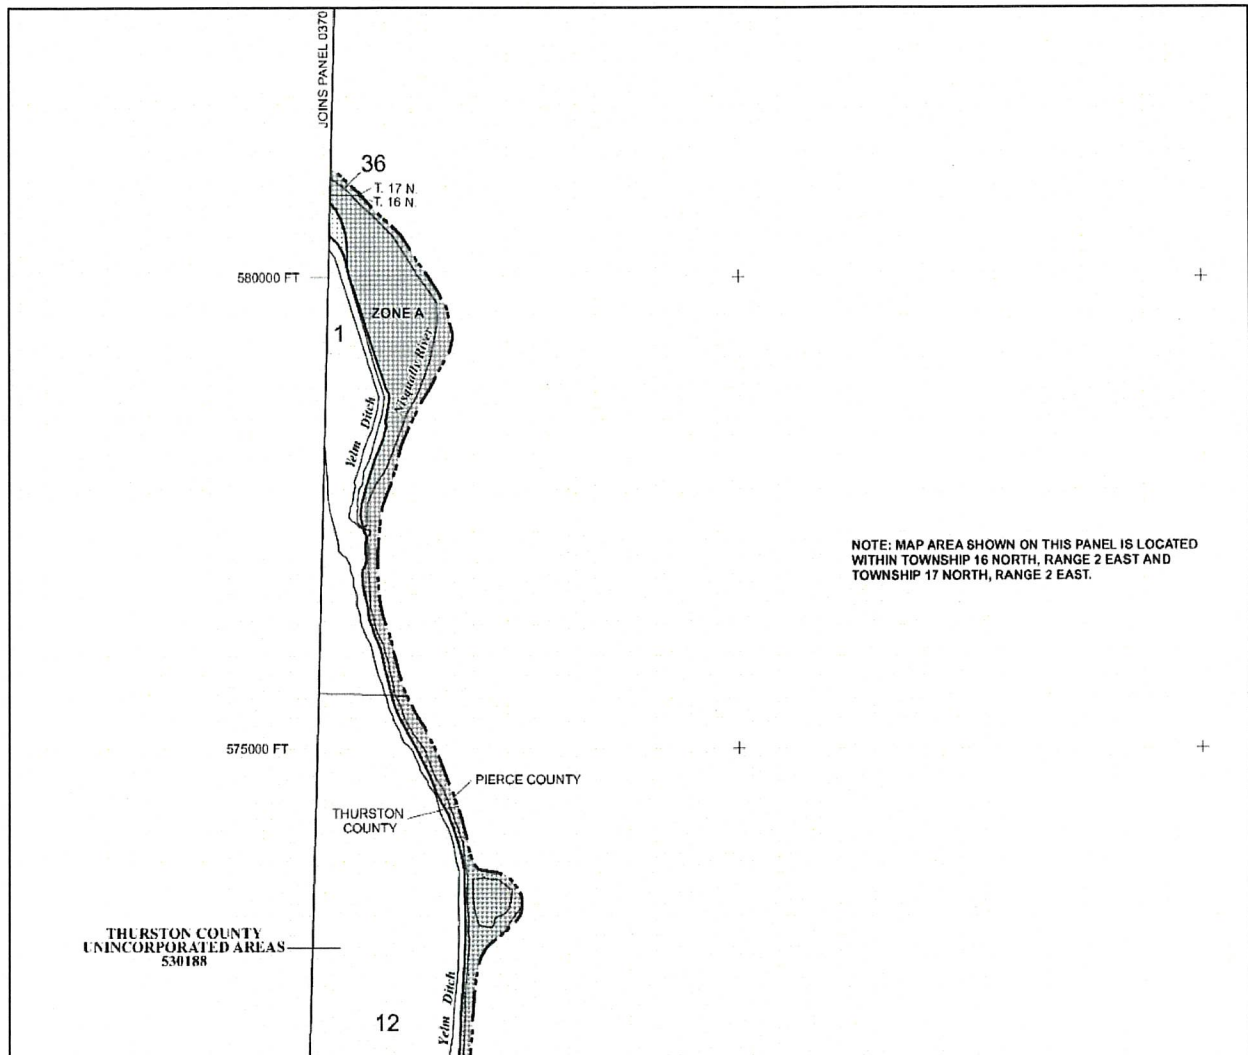 JOINS PANEL 0370
36
T. 17 N.
T. 16 N.
580000 FT
ZONE A
1
Nisqually River
Yelm Ditch
NOTE: MAP AREA SHOWN ON THIS PANEL IS LOCATED
WITHIN TOWNSHIP 16 NORTH, RANGE 2 EAST AND
TOWNSHIP 17 NORTH, RANGE 2 EAST.
575000 FT
PIERCE COUNTY
THURSTON
COUNTY
THURSTON COUNTY
UNINCORPORATED AREAS
530188
Yelm Ditch
12